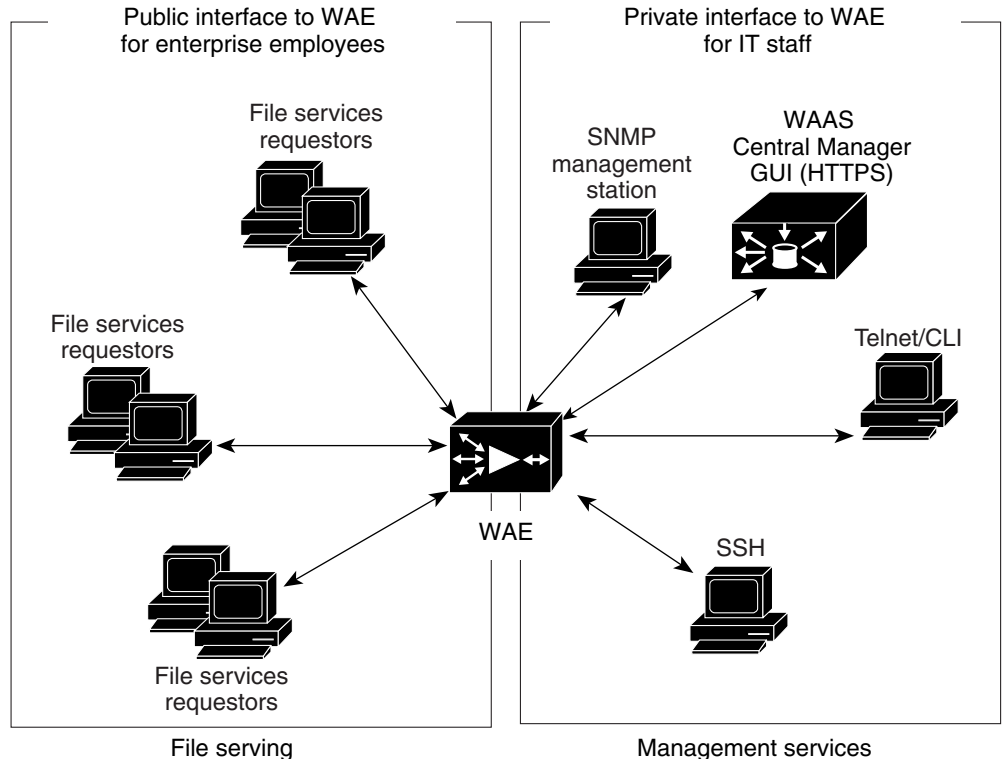 Public interface to WAE
for enterprise employees
Private interface to WAE
for IT staff
File services
requestors
SNMP
management
station
WAAS
Central Manager
GUI (HTTPS)
File services
requestors
Telnet/CLI
WAE
SSH
File services
requestors
File serving
Management services